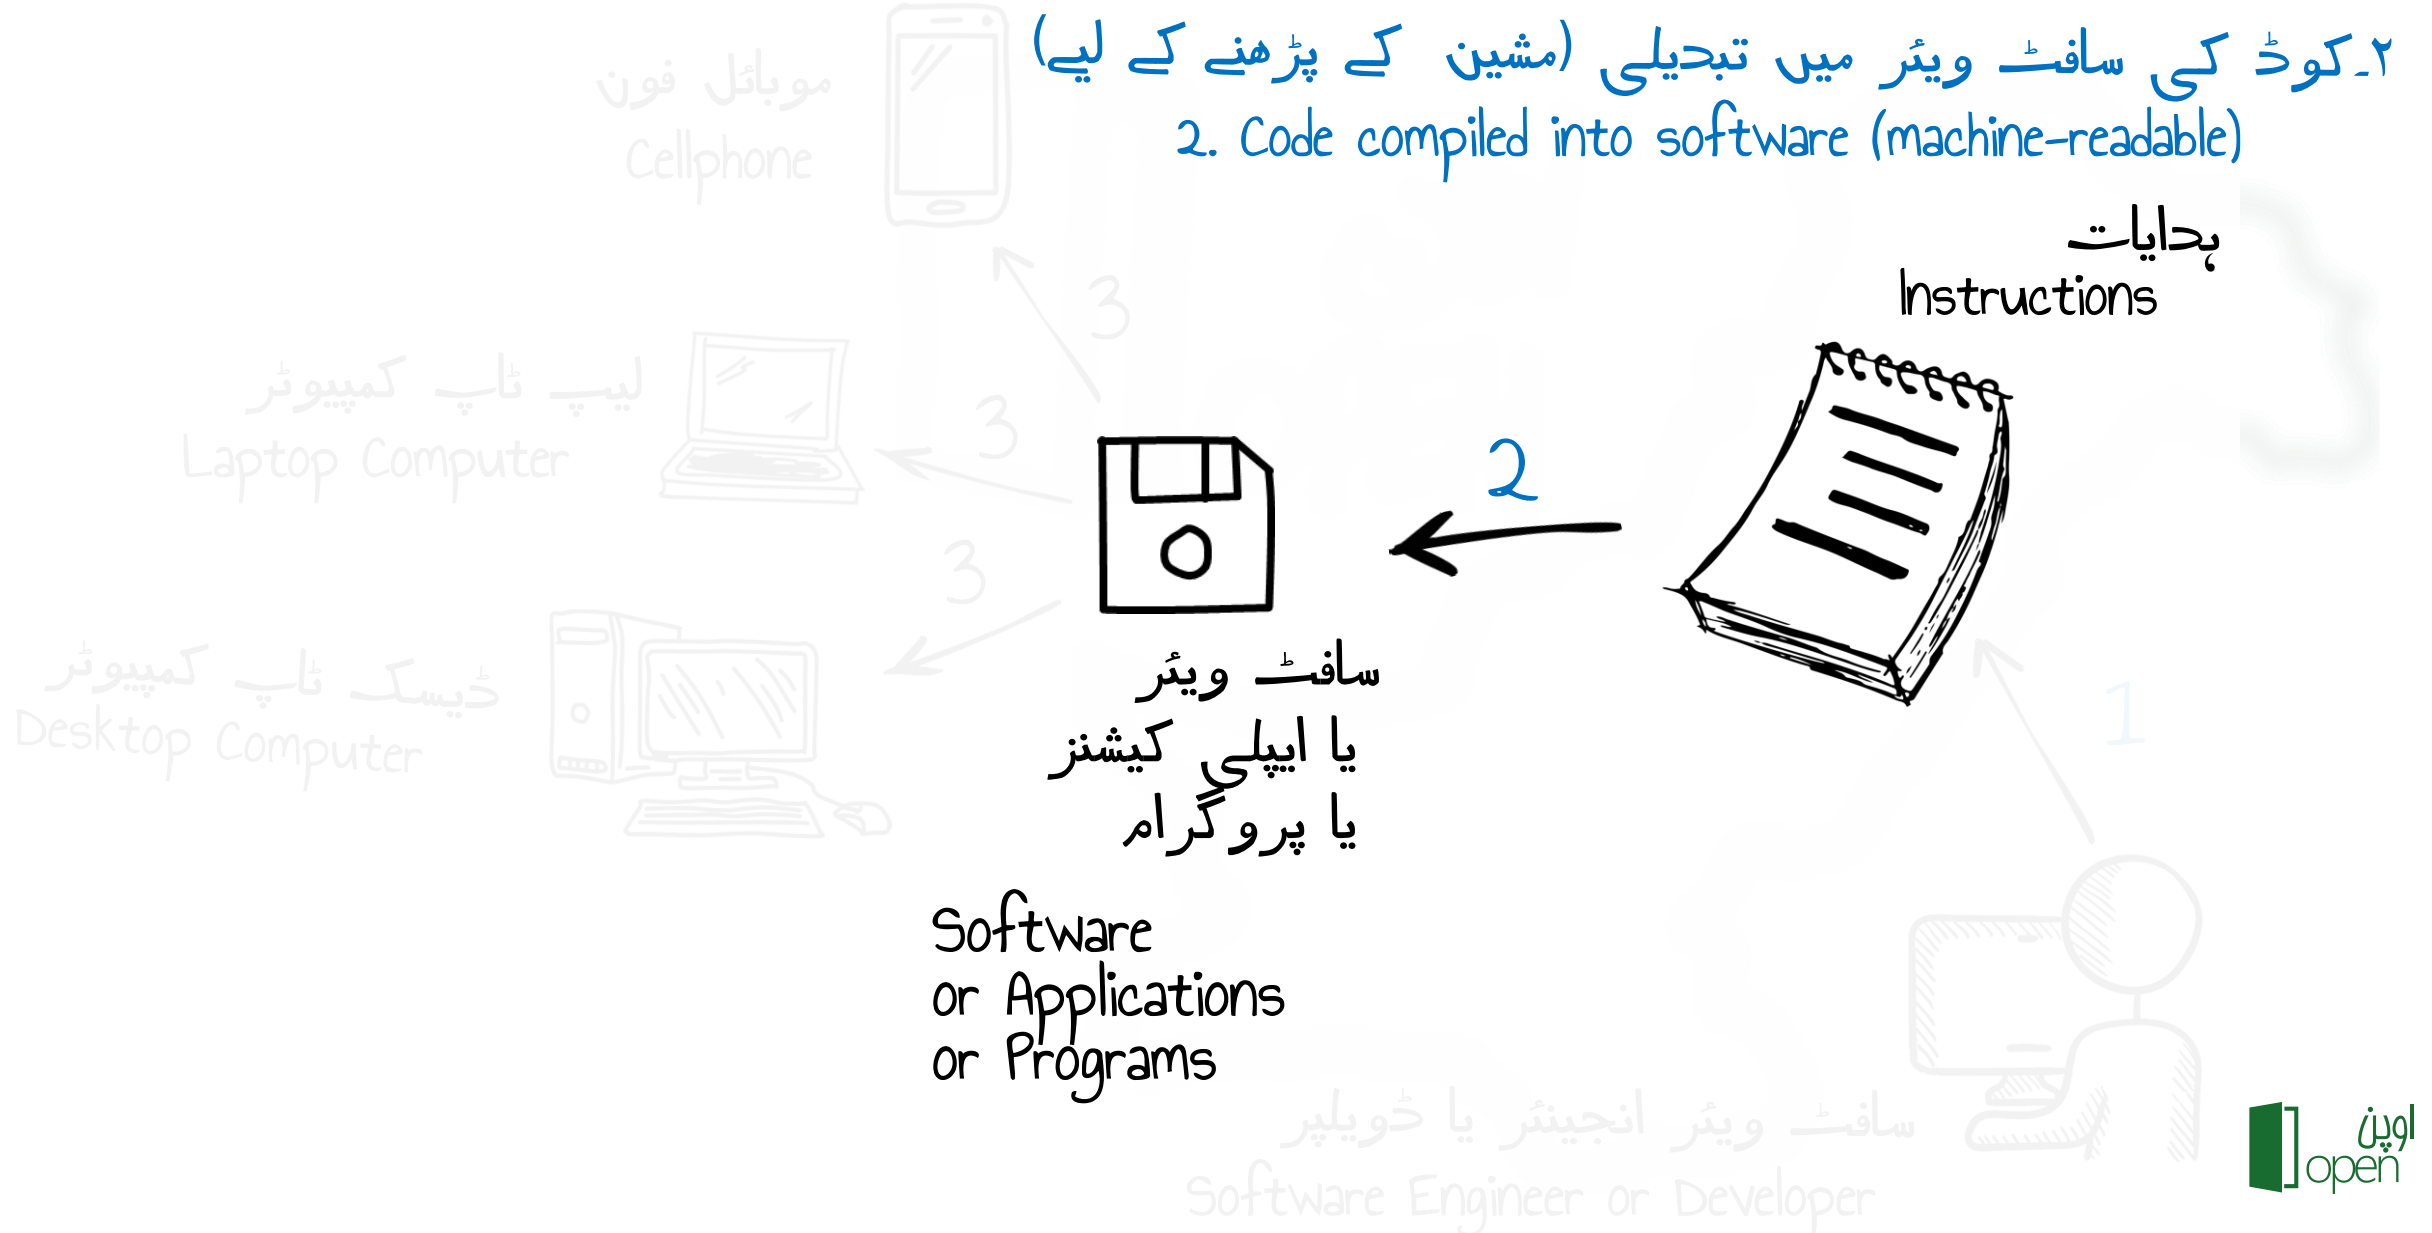 ۲۔کوڈ کی سافٹ ویئر میں تبدیلی (مشین کے پڑھنے کے لیے)
2. Code compiled into software (machine-readable)
موبائل فون
Cellphone
ہدایات
Instructions
3
لیپ ٹاپ کمپیوٹر
Laptop Computer
3
2
3
ڈیسک ٹاپ کمپیوٹر
Desktop Computer
سافٹ ویئر
یا ایپلی کیشنز
یا پروگرام
Software
or Applications
or Programs
1
سافٹ ویئر انجینئر یا ڈویلپر
Software Engineer or Developer
اوپن
open